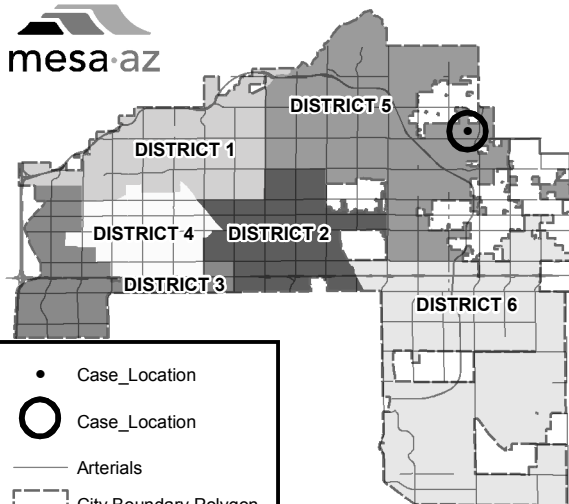 mesa·az
DISTRICT 5
DISTRICT 1
DISTRICT 4
DISTRICT 2
DISTRICT 3
DISTRICT 6
Case_Location
Case_Location
Arterials
City Boundary Polygon